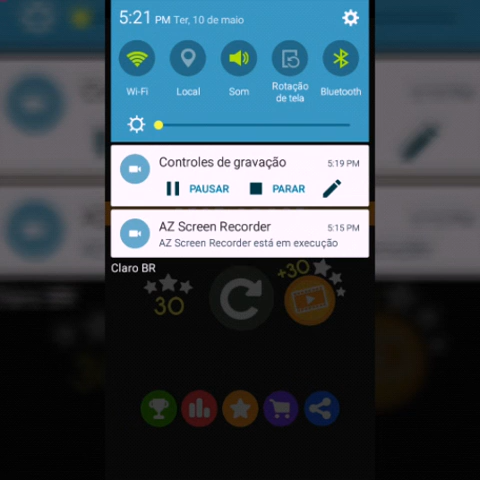 5:21 PM Ter, 10 de maio
Wi-Fi
Local
Som
Rotação
de tela
Bluetooth
Controles de gravação
5:19 PM
PAUSAR
PARAR
AZ Screen Recorder
5:15 PM
AZ Screen Recorder está em execução
Claro BR
+30
30